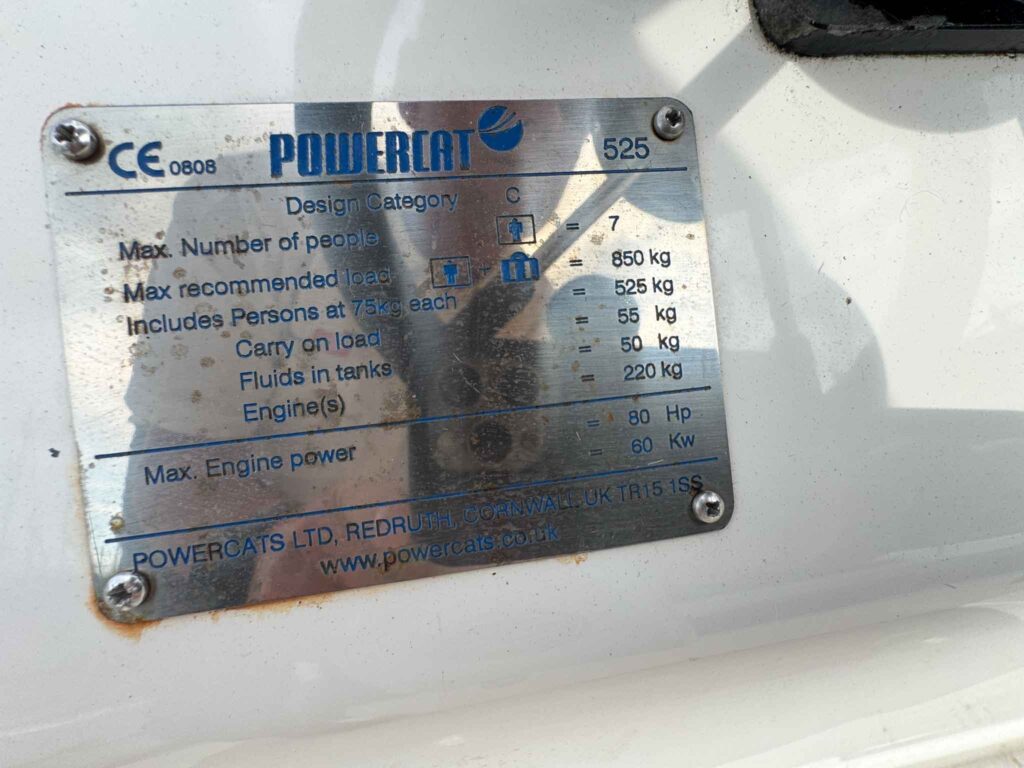 CE 0808 POWERCAT 525
Design Category C
Max. Number of people = 7
Max recommended load + = 850 kg
Includes Persons at 75kg each = 525 kg
Carry on load = 55 kg
Fluids in tanks = 50 kg
Engine(s) = 220 kg
Max. Engine power = 80 Hp
= 60 Kw
POWERCATS LTD, REDRUTH, CORNWALL UK TR15 1SS
www.powercats.co.uk